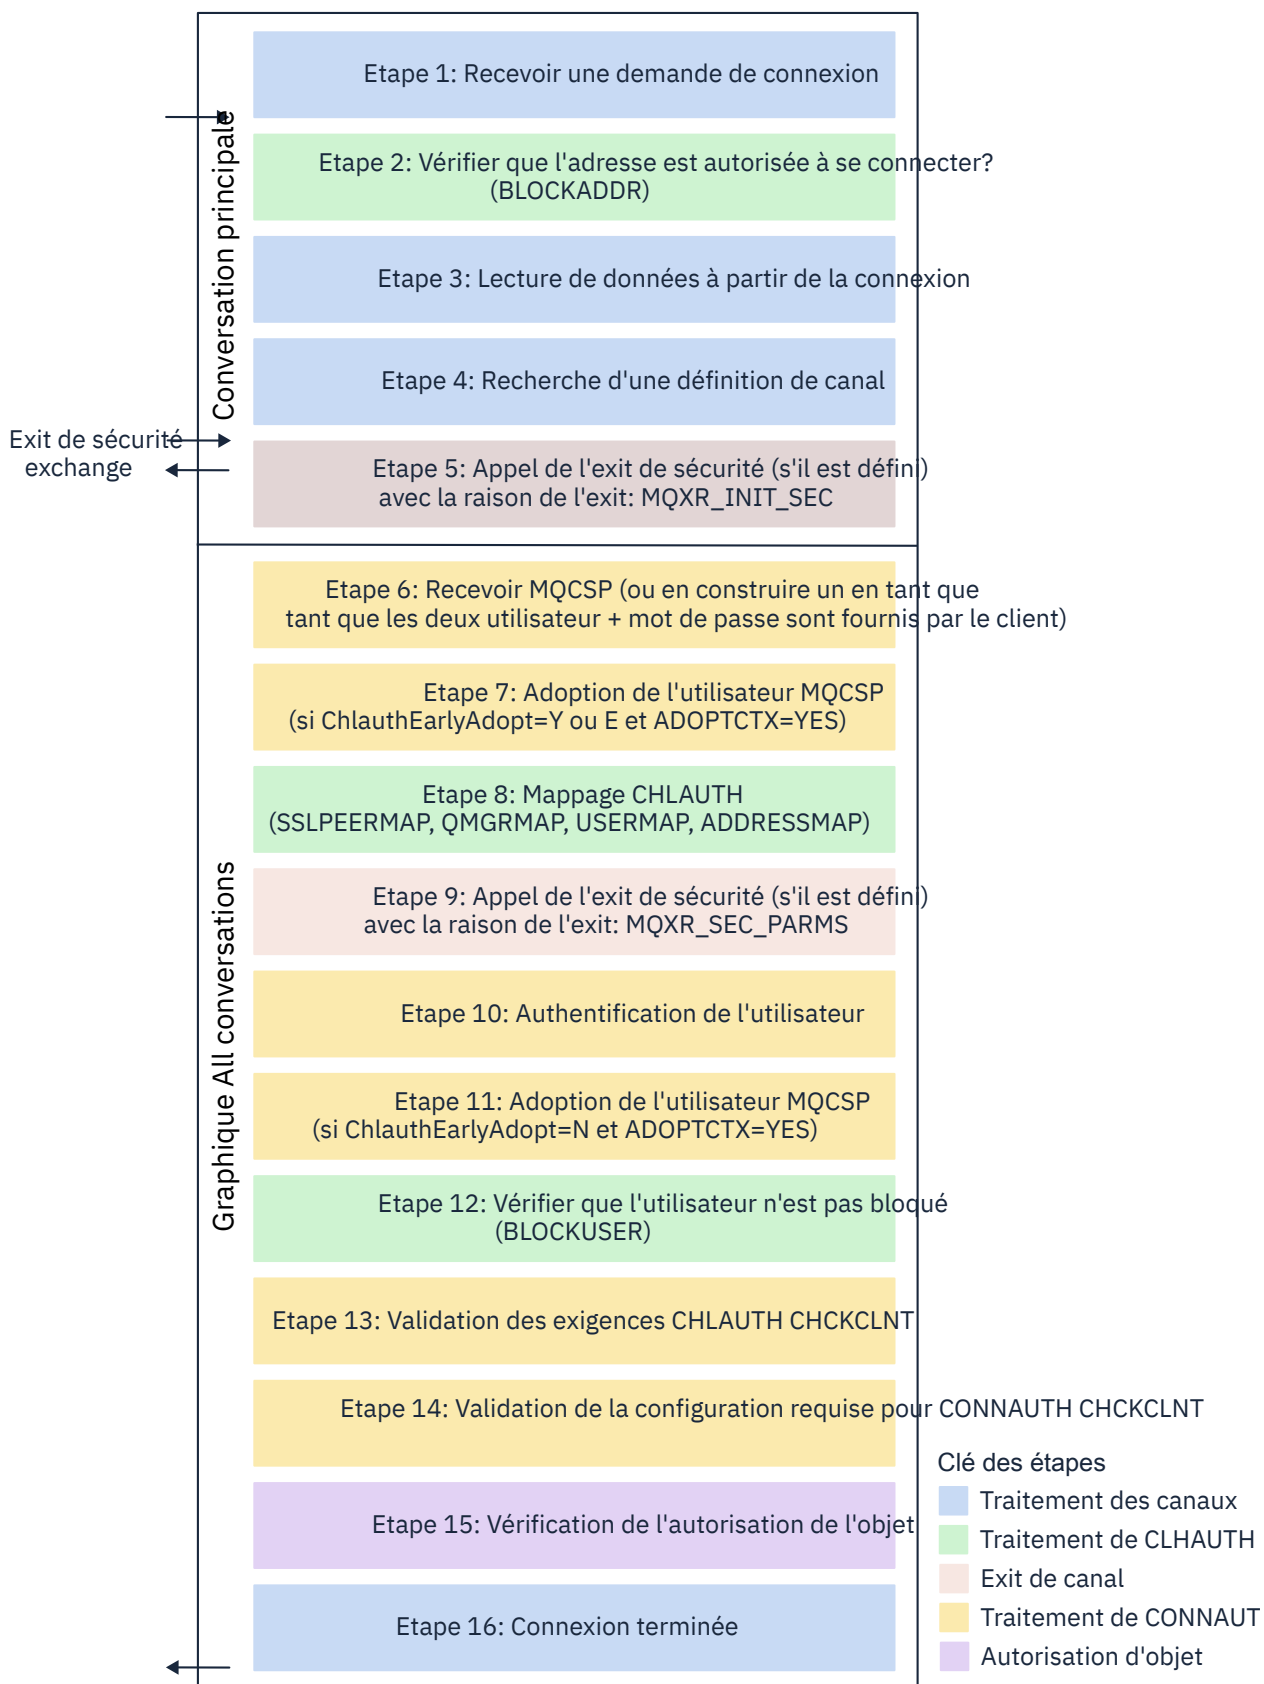 Conversation principale
Etape 1: Recevoir une demande de connexion
Etape 2: Vérifier que l'adresse est autorisée à se connecter?
(BLOCKADDR)
Etape 3: Lecture de données à partir de la connexion
Etape 4: Recherche d'une définition de canal
Exit de sécurité
exchange
Etape 5: Appel de l'exit de sécurité (s'il est défini)
avec la raison de l'exit: MQXR_INIT_SEC
Graphique All conversations
Etape 6: Recevoir MQCSP (ou en construire un en tant que
tant que les deux utilisateur + mot de passe sont fournis par le client)
Etape 7: Adoption de l'utilisateur MQCSP
(si ChlauthEarlyAdopt=Y ou E et ADOPTCTX=YES)
Etape 8: Mappage CHLAUTH
(SSLPEERMAP, QMGRMAP, USERMAP, ADDRESSMAP)
Etape 9: Appel de l'exit de sécurité (s'il est défini)
avec la raison de l'exit: MQXR_SEC_PARMS
Etape 10: Authentification de l'utilisateur
Etape 11: Adoption de l'utilisateur MQCSP
(si ChlauthEarlyAdopt=N et ADOPTCTX=YES)
Etape 12: Vérifier que l'utilisateur n'est pas bloqué
(BLOCKUSER)
Etape 13: Validation des exigences CHLAUTH CHCKCLNT
Etape 14: Validation de la configuration requise pour CONNAUTH CHCKCLNT
Etape 15: Vérification de l'autorisation de l'objet
Etape 16: Connexion terminée
Clé des étapes
Traitement des canaux
Traitement de CLHAUTH
Exit de canal
Traitement de CONNAUT
Autorisation d'objet